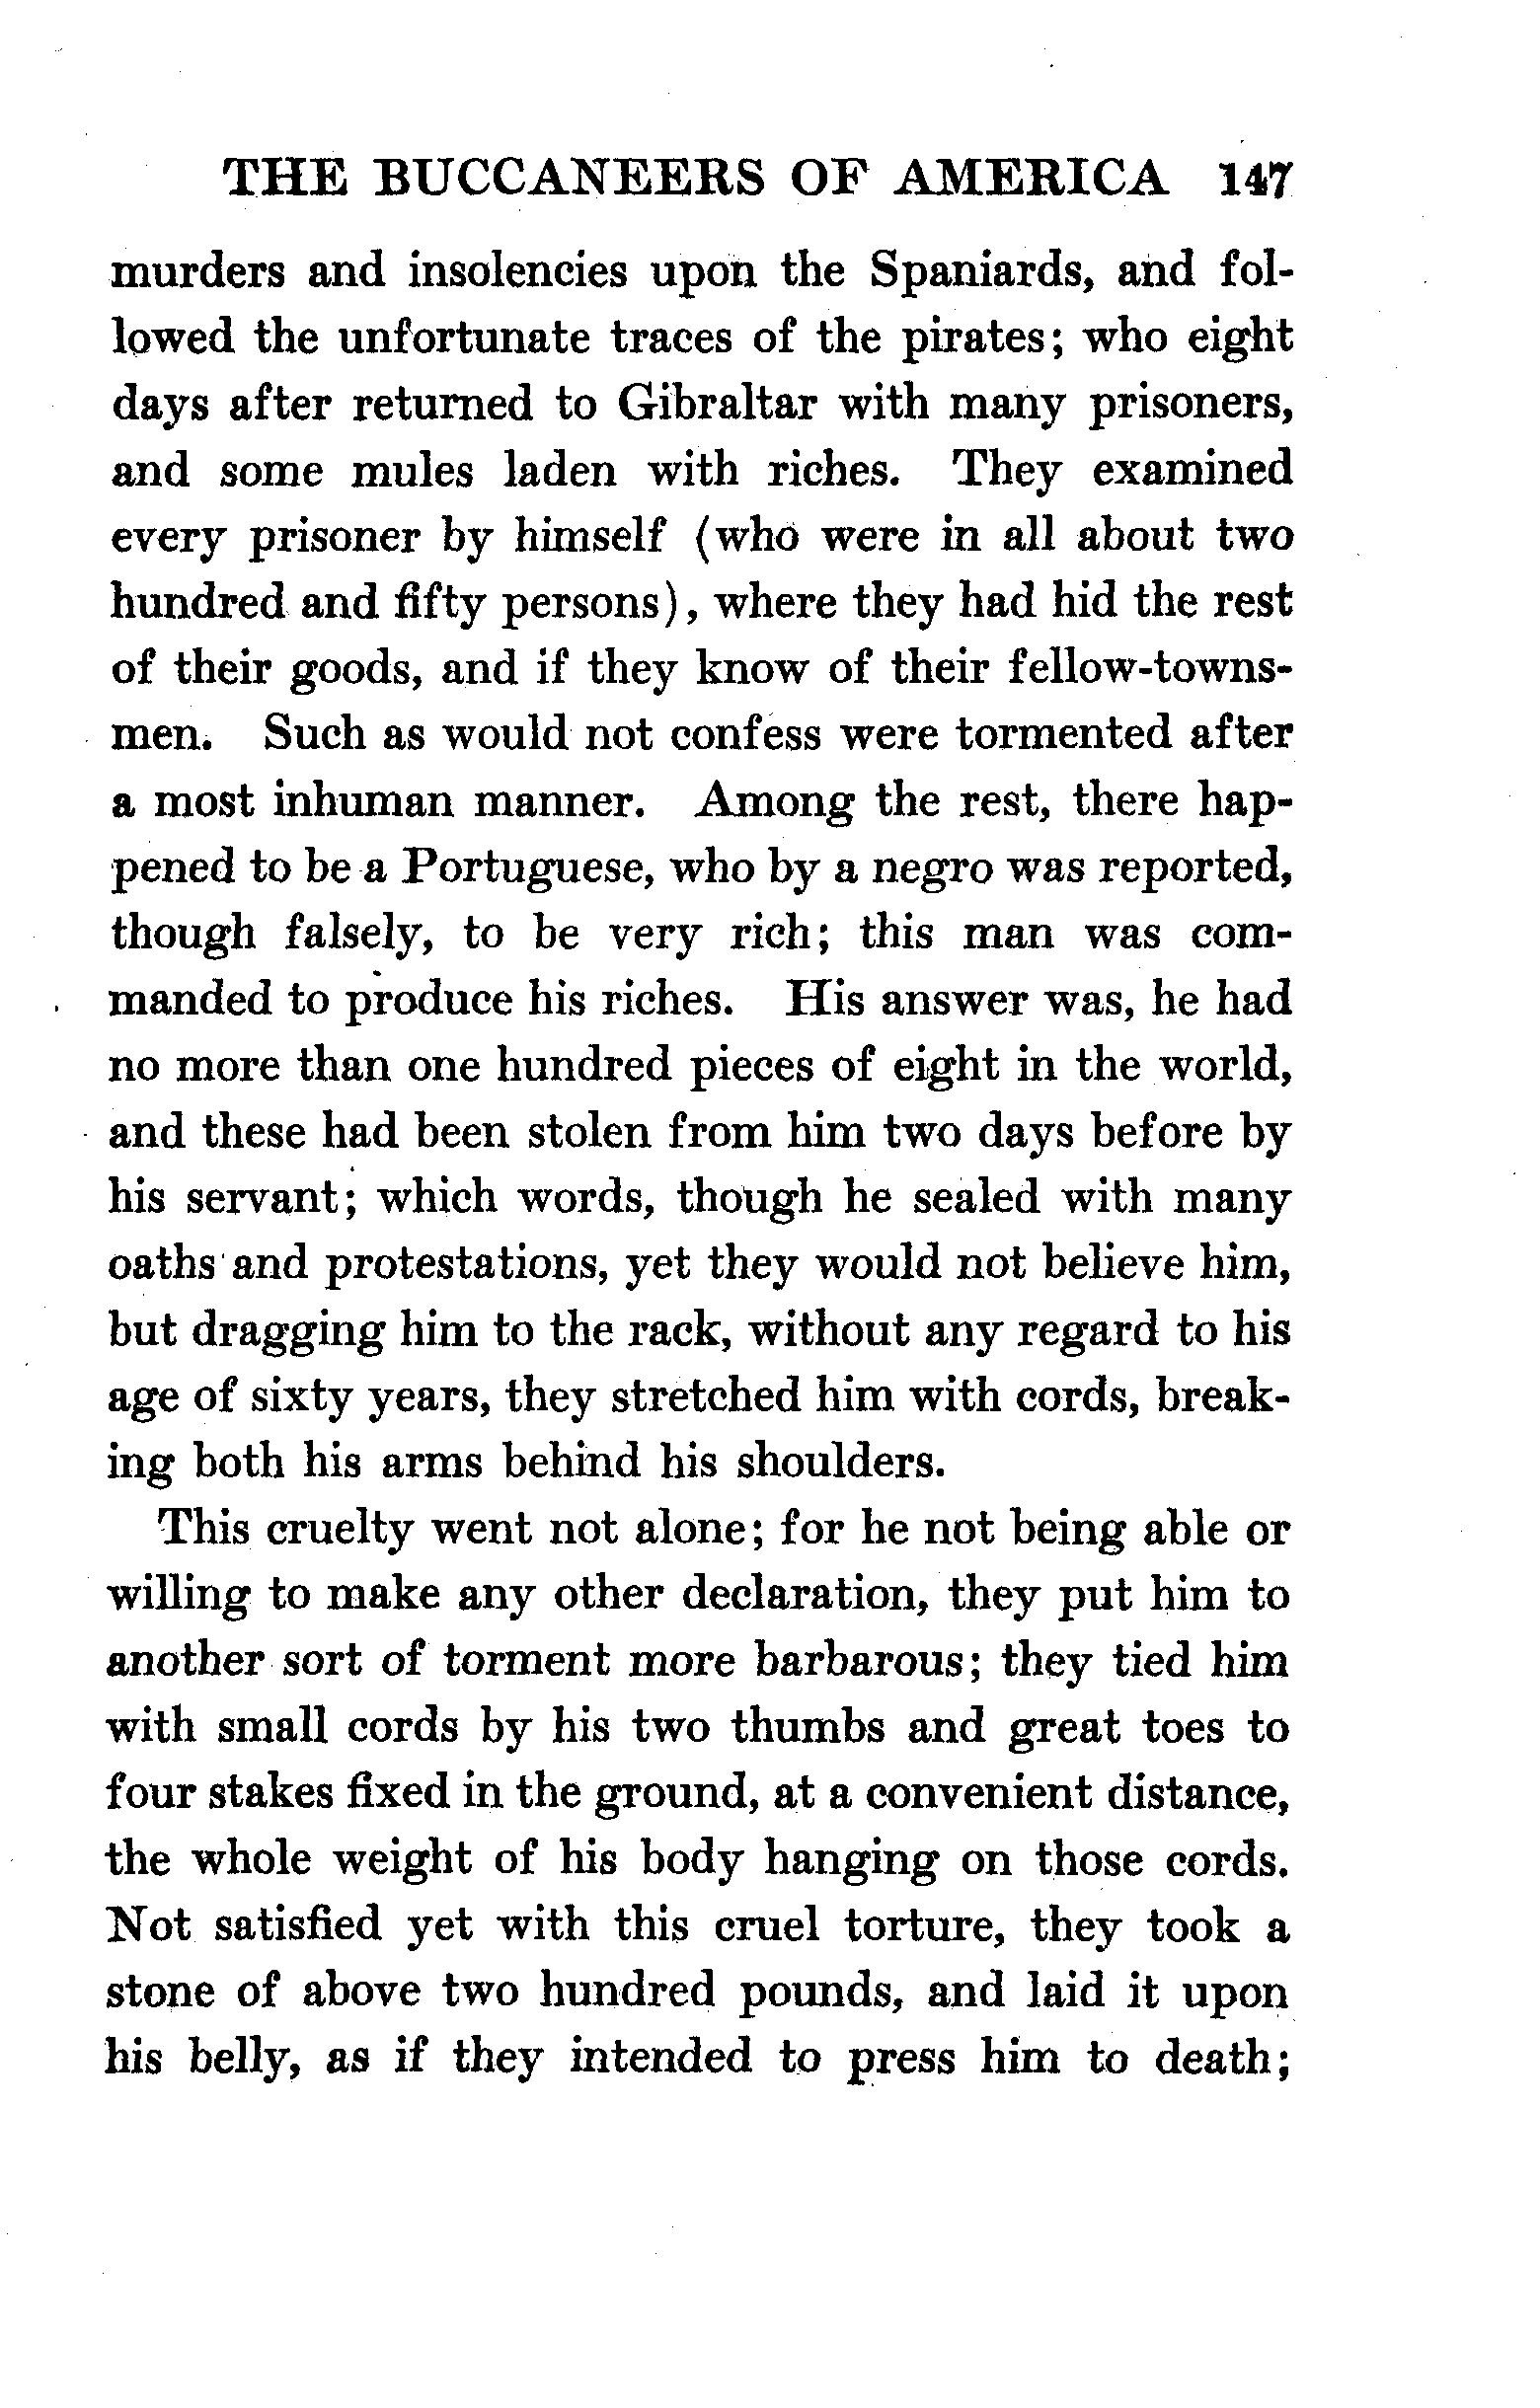 THE BUCCANEERS OF AMERICA 147
murders and insolencies upon the Spaniards, and fol-
lowed the unfortunate traces of the pirates; who eight
days after returned to Gibraltar with many prisoners,
and some mules laden with riches. They examined
every prisoner by himself (who were in all about two
hundred and fifty persons), where they had hid the rest
of their goods, and if they know of their fellow-towns-
men. Such as would not confess were tormented after
a most inhuman manner. Among the rest, there hap-
pened to be a Portuguese, who by a negro was reported,
though falsely, to be very rich; this man was com-
manded to produce his riches. His answer was, he had
no more than one hundred pieces of eight in the world,
and these had been stolen from him two days before by
his servant; which words, though he sealed with many
oaths and protestations, yet they would not believe him,
but dragging him to the rack, without any regard to his
age of sixty years, they stretched him with cords, break-
ing both his arms behind his shoulders.
This cruelty went not alone; for he not being able or
willing to make any other declaration, they put him to
another sort of torment more barbarous; they tied him
with small cords by his two thumbs and great toes to
four stakes fixed in the ground, at a convenient distance,
the whole weight of his body hanging on those cords.
Not satisfied yet with this cruel torture, they took a
stone of above two hundred pounds, and laid it upon
his belly, as if they intended to press him to death;